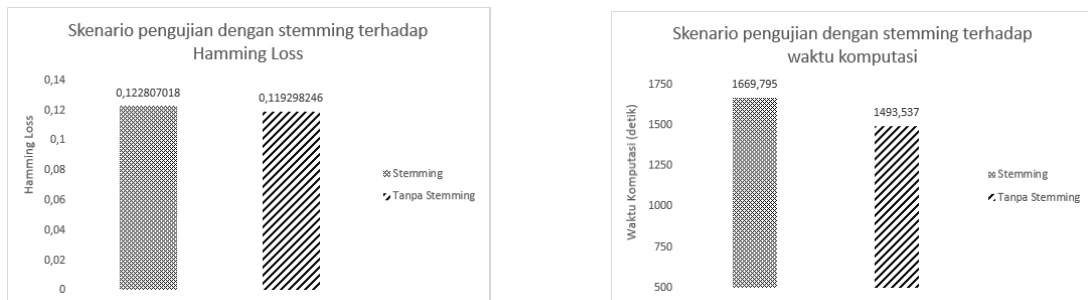 Skenario pengujian dengan stemming terhadap
Hamming Loss
0,14
0,12
0,1
0,08
0,06
0,04
0,02
0
Hamming Loss
0,122807018
0,119298246
Stemming
Tanpa Stemming
Skenario pengujian dengan stemming terhadap
waktu komputasi
1750
1500
1250
1000
750
500
Waktu Komputasi (detik)
1669,795
1493,537
Stemming
Tanpa Stemming